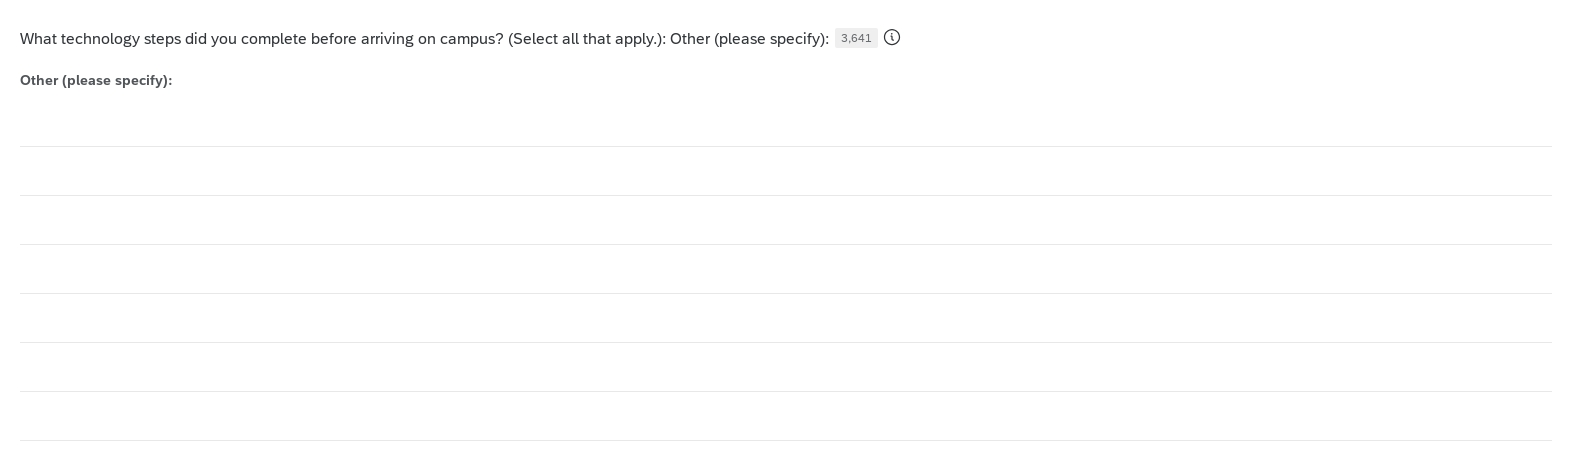 What technology steps did you complete before arriving on campus? (Select all that apply.): Other (please specify): 3,641
Other (please specify):